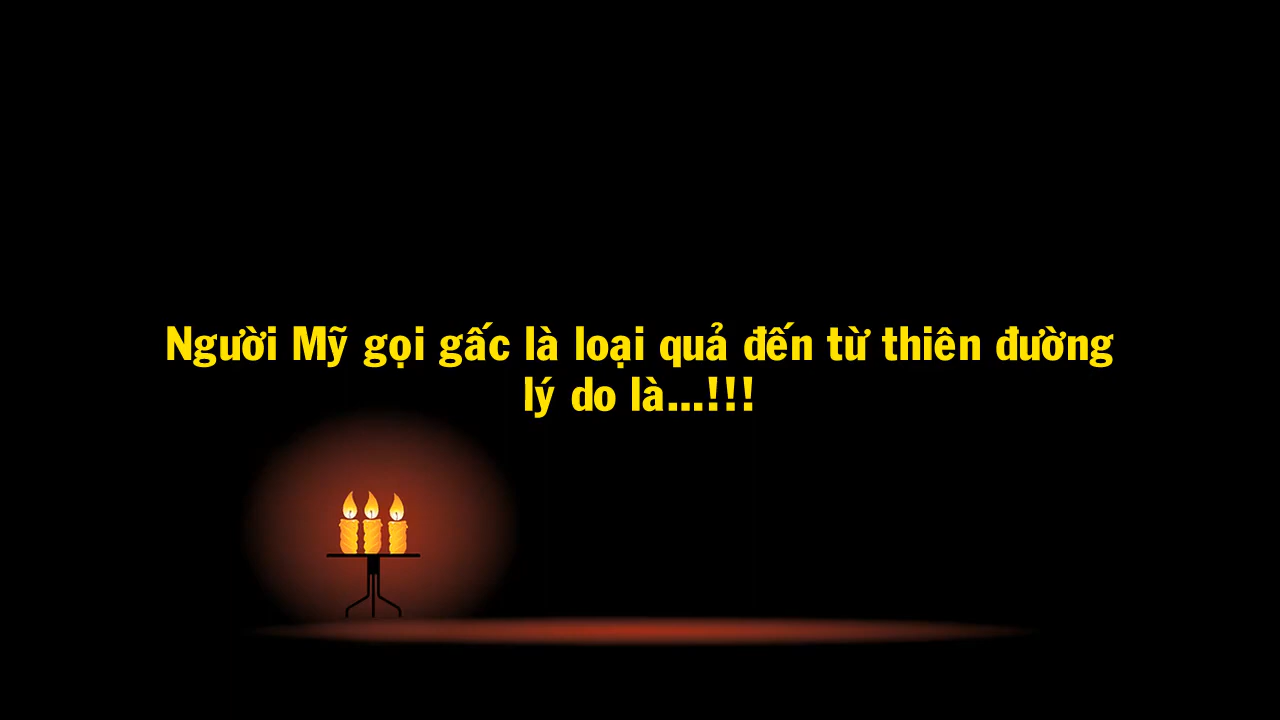 Người Mỹ gọi gấc là loại quả đến từ thiên đường
lý do là...!!!